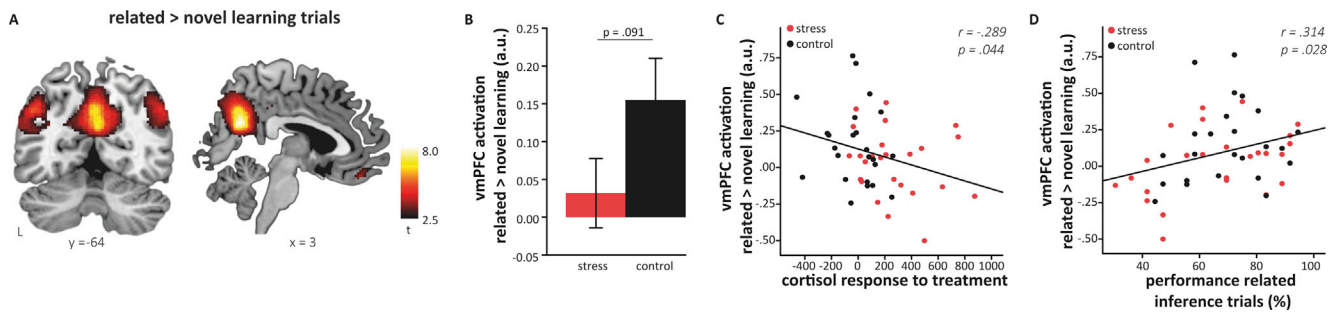 A
related > novel learning trials
L
y =-64
x = 3
8.0
2.5
t
B
vmPFC activation
related > novel learning (a.u.)
0.25
0.20
0.15
0.10
0.05
0.00
-0.05
p = .091
stress
control
C
vmPFC activation
related > novel learning (a.u.)
.75
.50
.25
.00
-.25
-.50
stress
control
r = -.289
p = .044
-400
-200
0
200
400
600
800
1000
cortisol response to treatment
D
vmPFC activation
related > novel learning (a.u.)
.75
.50
.25
.00
-.25
-.50
stress
control
r = .314
p = .028
40
60
80
100
performance related
inference trials (%)